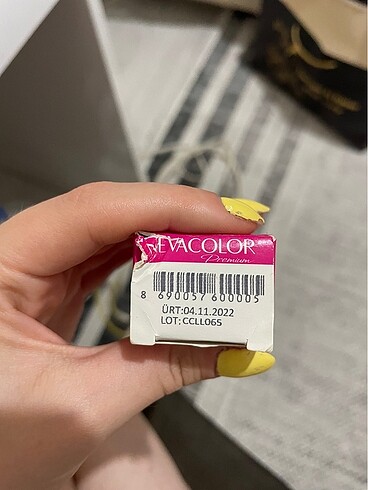 EVACOLOR
Premium
8 690057 600005
ÜRT:04.11.2022
LOT:CCLL065